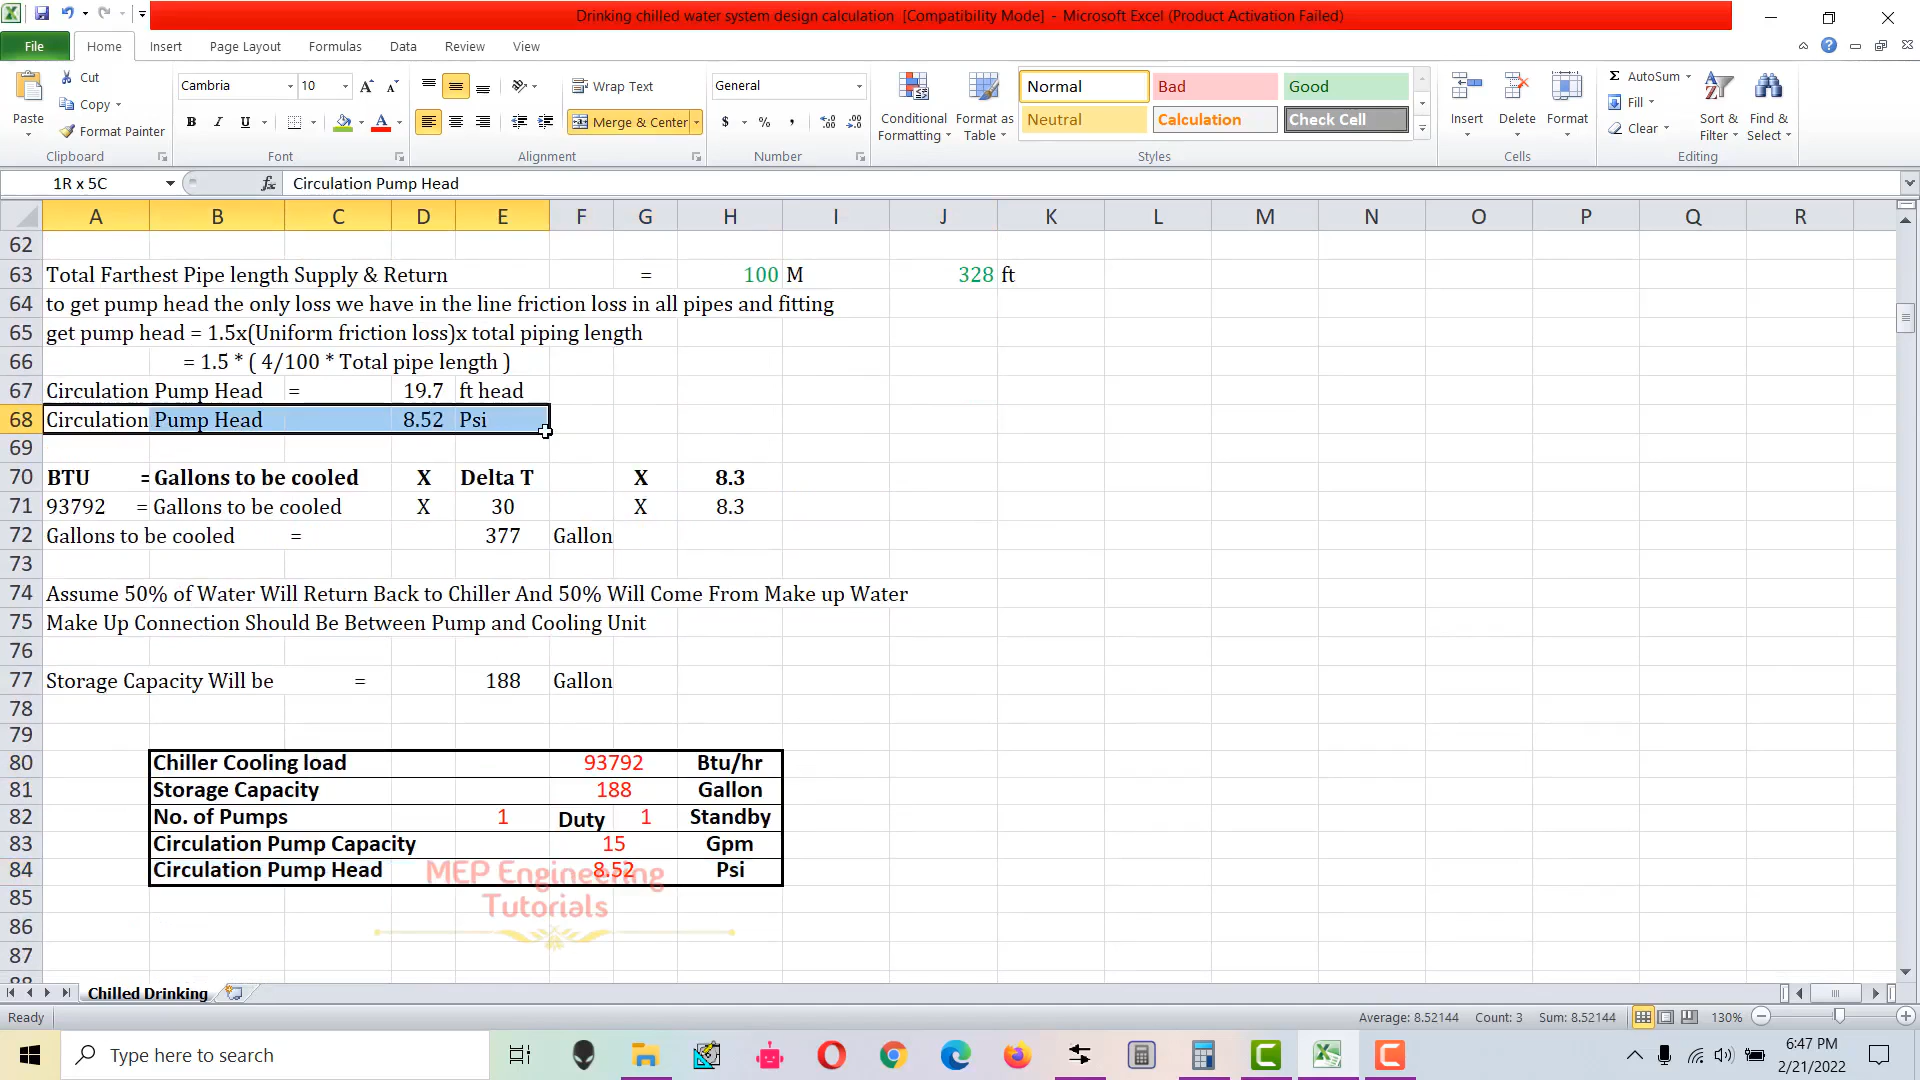 Drinking chilled water system design calculation [Compatibility Mode] - Microsoft Excel (Product Activation Failed)
File Home Insert Page Layout Formulas Data Review View
Paste Cut Copy Format Painter
Cambria 10 B I U
Wrap Text Merge & Center
General $ % ,
Conditional Formatting Format as Table
Normal Bad Good
Neutral Calculation Check Cell
Insert Delete Format
AutoSum Fill Clear Sort & Filter Find & Select
Clipboard Font Alignment Number Styles Cells Editing
1R x 5C fx Circulation Pump Head
A B C D E F G H I J K L M N O P Q R
62
63 Total Farthest Pipe length Supply & Return = 100 M 328 ft
64 to get pump head the only loss we have in the line friction loss in all pipes and fitting
65 get pump head = 1.5x(Uniform friction loss)x total piping length
66 = 1.5 * ( 4/100 * Total pipe length )
67 Circulation Pump Head = 19.7 ft head
68 Circulation Pump Head 8.52 Psi
69
70 BTU = Gallons to be cooled X Delta T X 8.3
71 93792 = Gallons to be cooled X 30 X 8.3
72 Gallons to be cooled = 377 Gallon
73
74 Assume 50% of Water Will Return Back to Chiller And 50% Will Come From Make up Water
75 Make Up Connection Should Be Between Pump and Cooling Unit
76
77 Storage Capacity Will be = 188 Gallon
78
79
80 Chiller Cooling load 93792 Btu/hr
81 Storage Capacity 188 Gallon
82 No. of Pumps 1 Duty 1 Standby
83 Circulation Pump Capacity 15 Gpm
84 Circulation Pump Head 8.52 Psi
MEP Engineering
Tutorials
85
86
87
88
Chilled Drinking
Ready Average: 8.52144 Count: 3 Sum: 8.52144 130%
Type here to search
6:47 PM
2/21/2022